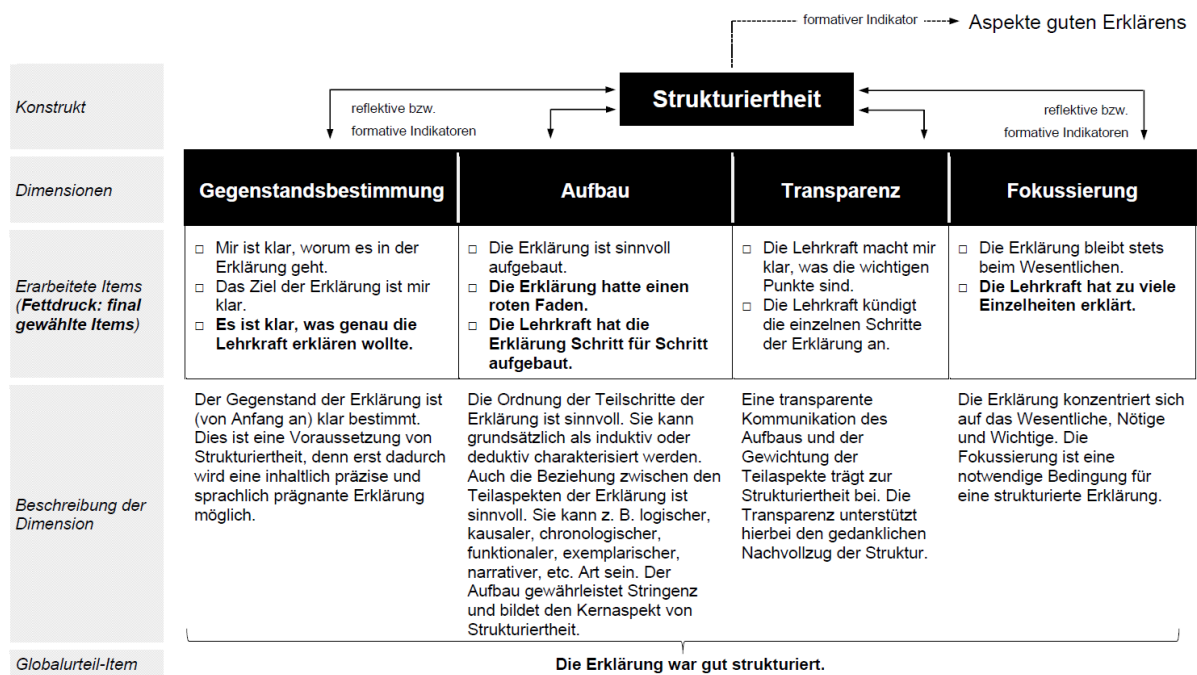 formativer Indikator
Aspekte guten Erklärens
Konstrukt
Strukturiertheit
reflektive bzw.
formative Indikatoren
reflektive bzw.
formative Indikatoren
Dimensionen
Gegenstandsbestimmung
Aufbau
Transparenz
Fokussierung
Erarbeitete Items
(Fettdruck: final
gewählte Items)
Mir ist klar, worum es in der
Erklärung geht.
Das Ziel der Erklärung ist mir
klar.
Es ist klar, was genau die
Lehrkraft erklären wollte.
Die Erklärung ist sinnvoll
aufgebaut.
Die Erklärung hatte einen
roten Faden.
Die Lehrkraft hat die
Erklärung Schritt für Schritt
aufgebaut.
Die Lehrkraft macht mir
klar, was die wichtigen
Punkte sind.
Die Lehrkraft kündigt
die einzelnen Schritte
der Erklärung an.
Die Erklärung bleibt stets
beim Wesentlichen.
Die Lehrkraft hat zu viele
Einzelheiten erklärt.
Beschreibung der
Dimension
Der Gegenstand der Erklärung ist
(von Anfang an) klar bestimmt.
Dies ist eine Voraussetzung von
Strukturiertheit, denn erst dadurch
wird eine inhaltlich präzise und
sprachlich prägnante Erklärung
möglich.
Die Ordnung der Teilschritte der
Erklärung ist sinnvoll. Sie kann
grundsätzlich als induktiv oder
deduktiv charakterisiert werden.
Auch die Beziehung zwischen den
Teilaspekten der Erklärung ist
sinnvoll. Sie kann z. B. logischer,
kausaler, chronologischer,
funktionaler, exemplarischer,
narrativer, etc. Art sein. Der
Aufbau gewährleistet Stringenz
und bildet den Kernaspekt von
Strukturiertheit.
Eine transparente
Kommunikation des
Aufbaus und der
Gewichtung der
Teilaspekte trägt zur
Strukturiertheit bei. Die
Transparenz unterstützt
hierbei den gedanklichen
Nachvollzug der Struktur.
Die Erklärung konzentriert sich
auf das Wesentliche, Nötige
und Wichtige. Die
Fokussierung ist eine
notwendige Bedingung für
eine strukturierte Erklärung.
Globalurteil-Item
Die Erklärung war gut strukturiert.